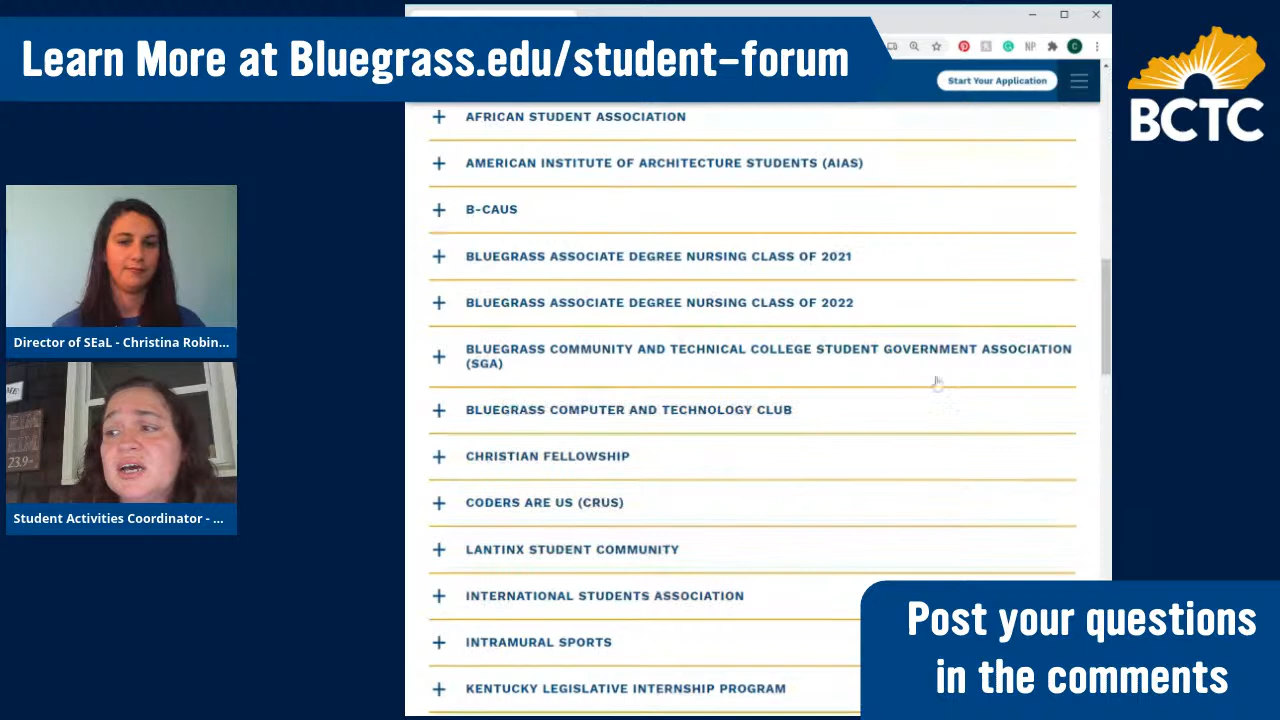 Learn More at Bluegrass.edu/student-forum
NP
C
Start Your Application
BCTC
AFRICAN STUDENT ASSOCIATION
AMERICAN INSTITUTE OF ARCHITECTURE STUDENTS (AIAS)
B-CAUS
BLUEGRASS ASSOCIATE DEGREE NURSING CLASS OF 2021
BLUEGRASS ASSOCIATE DEGREE NURSING CLASS OF 2022
BLUEGRASS COMMUNITY AND TECHNICAL COLLEGE STUDENT GOVERNMENT ASSOCIATION
(SGA)
BLUEGRASS COMPUTER AND TECHNOLOGY CLUB
CHRISTIAN FELLOWSHIP
CODERS ARE US (CRUS)
LANTINX STUDENT COMMUNITY
INTERNATIONAL STUDENTS ASSOCIATION
INTRAMURAL SPORTS
KENTUCKY LEGISLATIVE INTERNSHIP PROGRAM
Director of SEaL - Christina Robin...
23.9-
Student Activities Coordinator - ...
Post your questions
in the comments